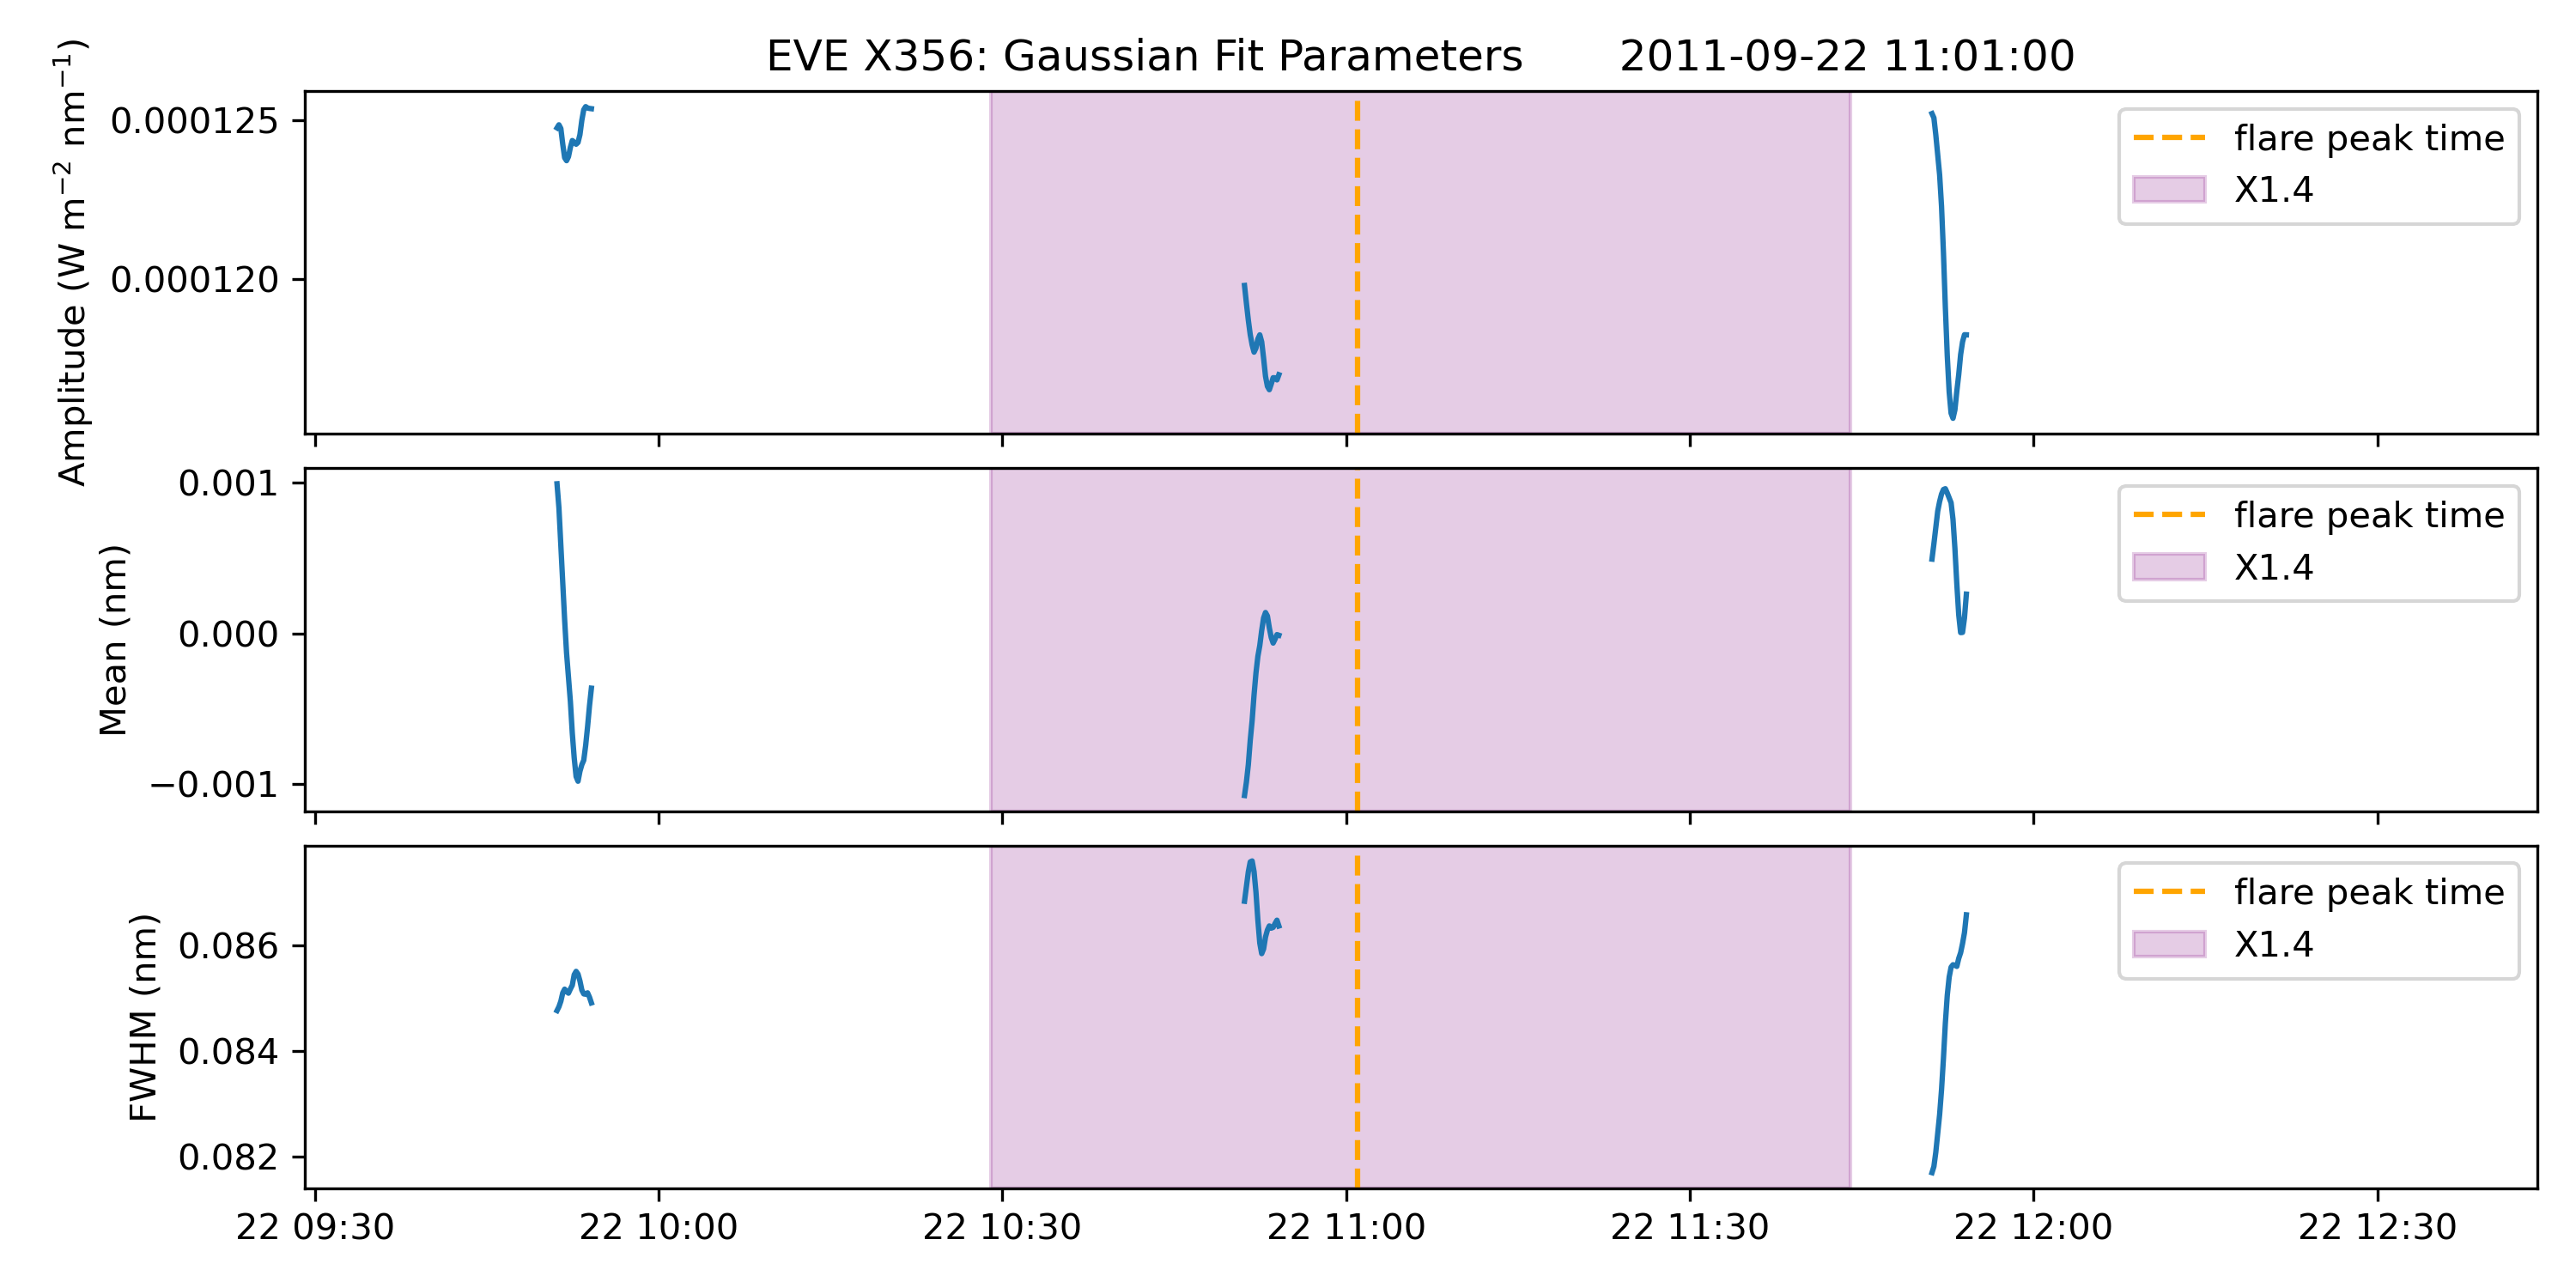 EVE X356: Gaussian Fit Parameters 2011-09-22 11:01:00
Amplitude (W m⁻² nm⁻¹)
0.000125
0.000120
flare peak time
X1.4
Mean (nm)
0.001
0.000
−0.001
flare peak time
X1.4
FWHM (nm)
0.086
0.084
0.082
flare peak time
X1.4
22 09:30 22 10:00 22 10:30 22 11:00 22 11:30 22 12:00 22 12:30